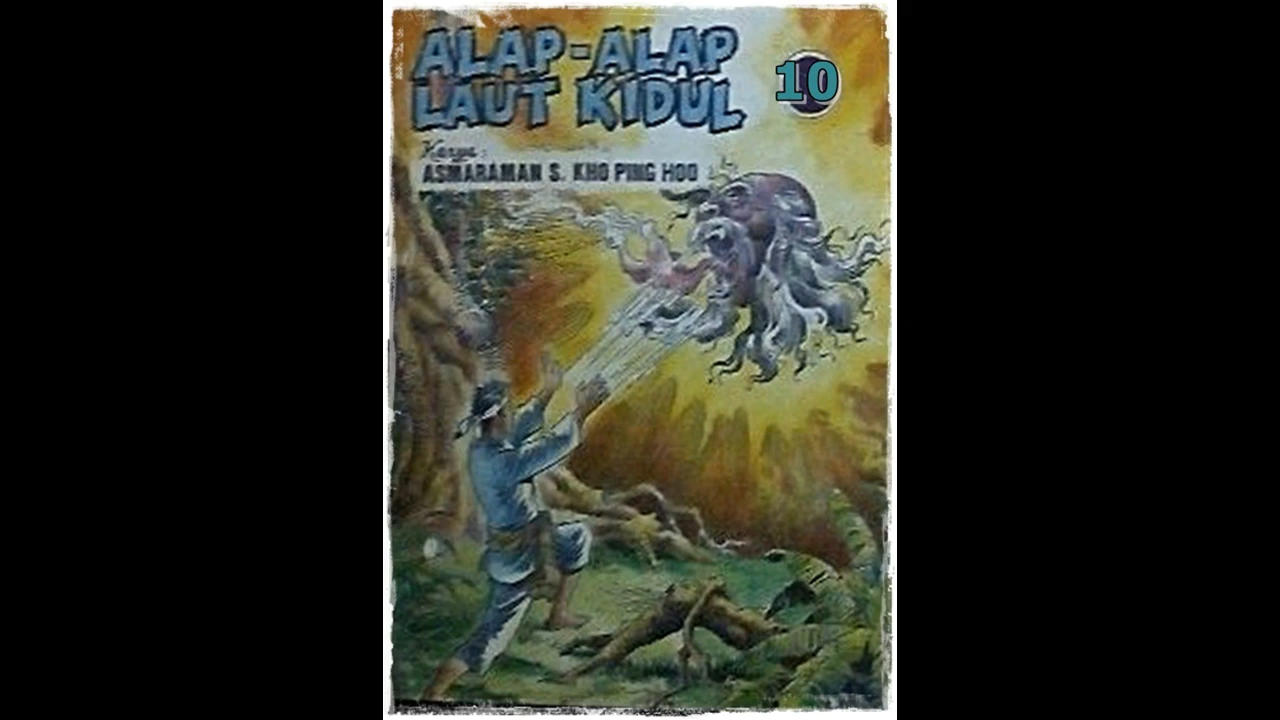 ALAP-ALAP
LAUT KIDUL
10
Karya :
ASMARAMAN S. KHO PING HOO